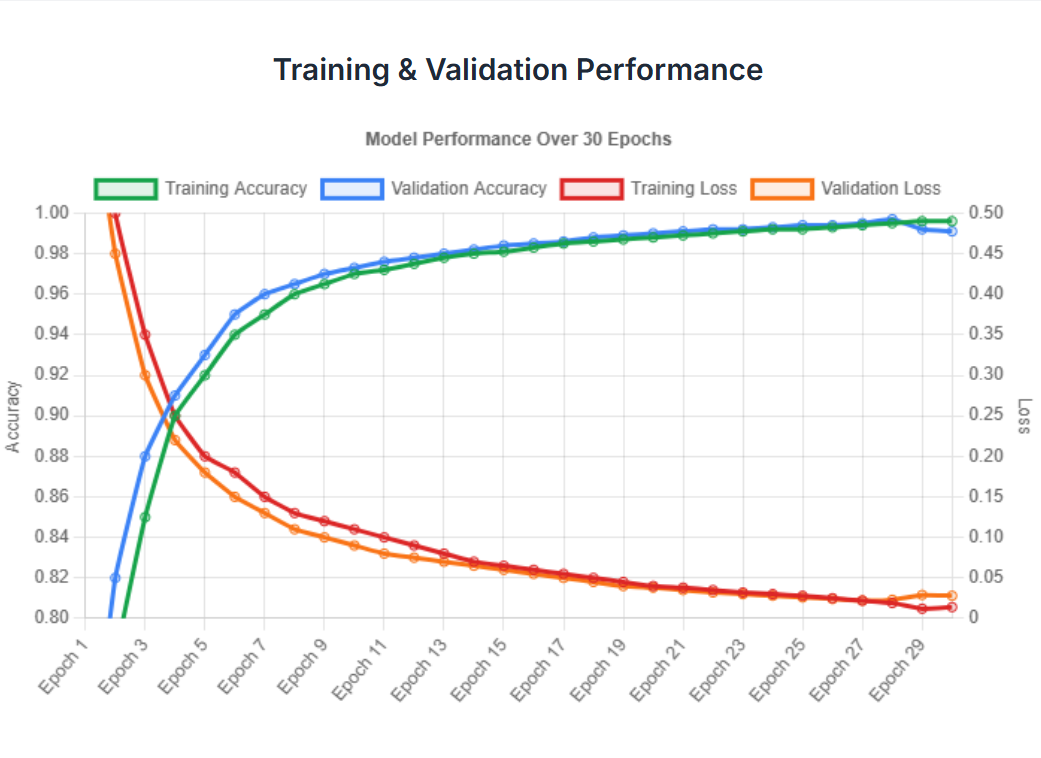 Training & Validation Performance
Model Performance Over 30 Epochs
Training Accuracy Validation Accuracy Training Loss Validation Loss
1.00 0.50
0.98 0.45
0.96 0.40
0.94 0.35
0.92 0.30
Accuracy
0.90 0.25
Loss
0.88 0.20
0.86 0.15
0.84 0.10
0.82 0.05
0.80 0
Epoch 1 Epoch 3 Epoch 5 Epoch 7 Epoch 9 Epoch 11 Epoch 13 Epoch 15 Epoch 17 Epoch 19 Epoch 21 Epoch 23 Epoch 25 Epoch 27 Epoch 29